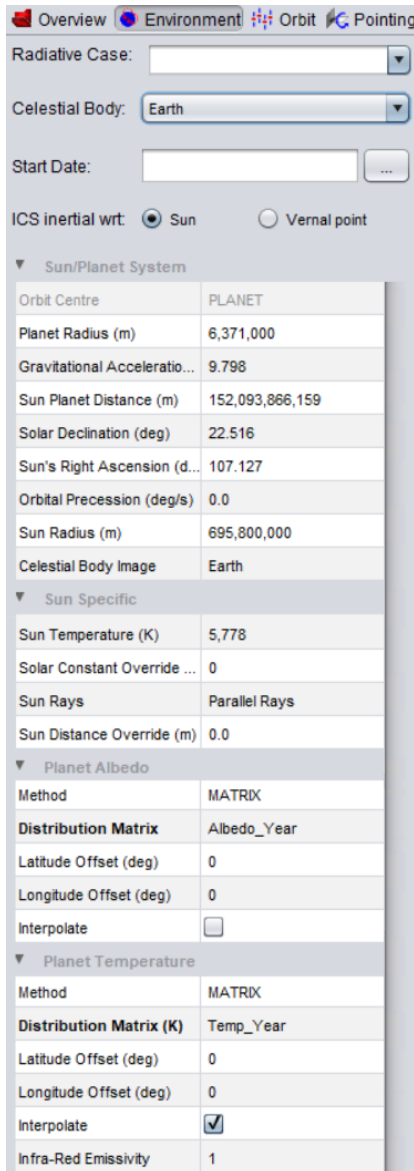 Overview Environment Orbit Pointing
Radiative Case:
Celestial Body: Earth
Start Date: ...
ICS inertial wrt: Sun Vernal point
Sun/Planet System
Orbit Centre PLANET
Planet Radius (m) 6,371,000
Gravitational Acceleratio... 9.798
Sun Planet Distance (m) 152,093,866,159
Solar Declination (deg) 22.516
Sun's Right Ascension (d... 107.127
Orbital Precession (deg/s) 0.0
Sun Radius (m) 695,800,000
Celestial Body Image Earth
Sun Specific
Sun Temperature (K) 5,778
Solar Constant Override ... 0
Sun Rays Parallel Rays
Sun Distance Override (m) 0.0
Planet Albedo
Method MATRIX
Distribution Matrix Albedo_Year
Latitude Offset (deg) 0
Longitude Offset (deg) 0
Interpolate
Planet Temperature
Method MATRIX
Distribution Matrix (K) Temp_Year
Latitude Offset (deg) 0
Longitude Offset (deg) 0
Interpolate
Infra-Red Emissivity 1